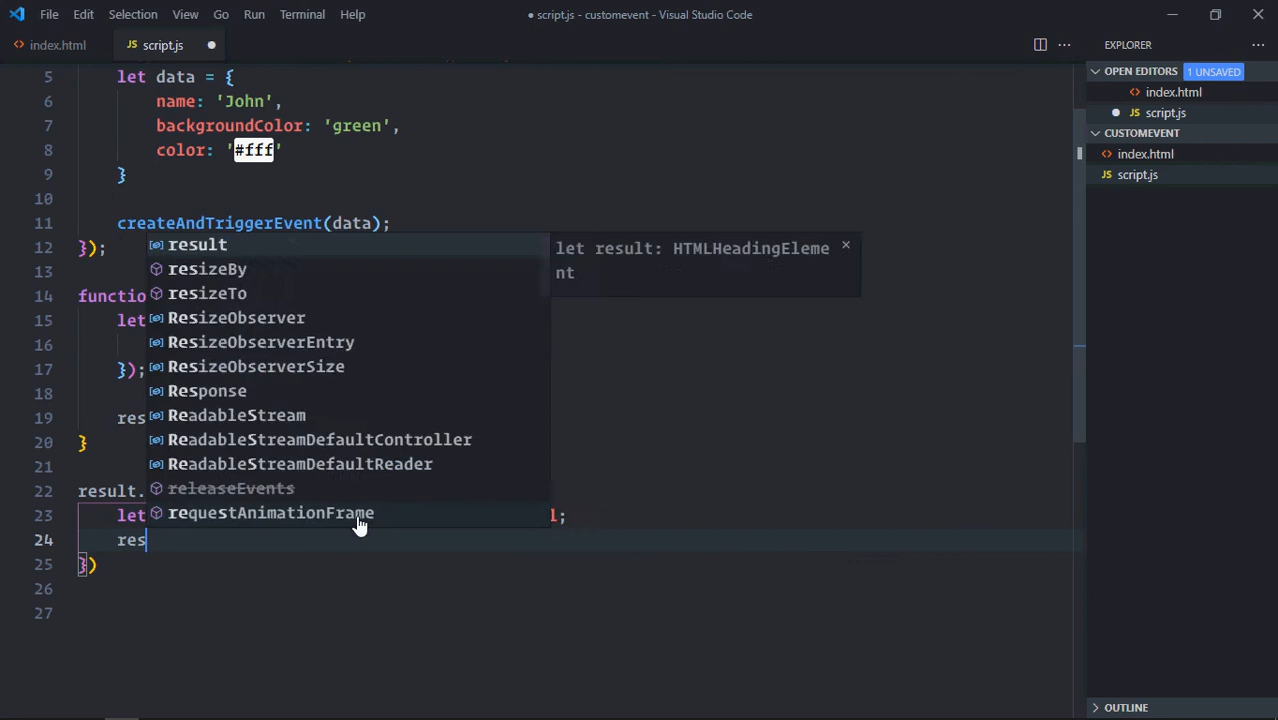 File Edit Selection View Go Run Terminal Help
● script.js - customevent - Visual Studio Code
index.html
JS script.js
EXPLORER
OPEN EDITORS 1 UNSAVED
index.html
JS script.js
CUSTOMEVENT
index.html
JS script.js
OUTLINE
5 let data = {
6 name: 'John',
7 backgroundColor: 'green',
8 color: '#fff'
9 }
10
11 createAndTriggerEvent(data);
12 });
13
14 functio
15 let
16
17 });
18
19 res
20 }
21
22 result.
23 let l;
24 res
25 })
26
27
result
resizeBy
resizeTo
ResizeObserver
ResizeObserverEntry
ResizeObserverSize
Response
ReadableStream
ReadableStreamDefaultController
ReadableStreamDefaultReader
releaseEvents
requestAnimationFrame
let result: HTMLHeadingEleme
nt